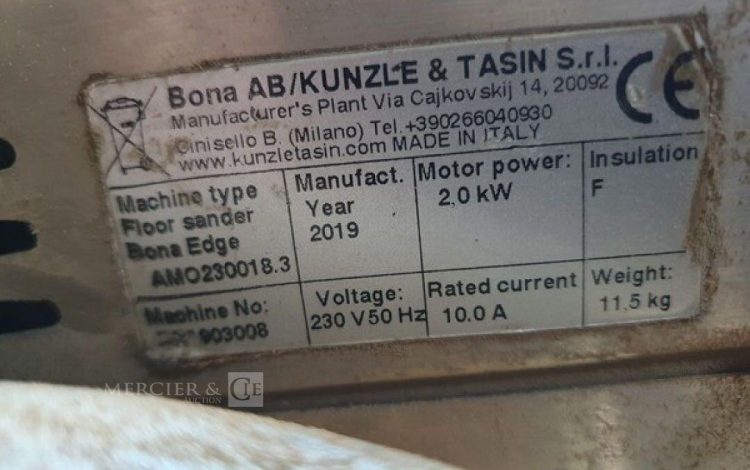 Bona AB/KUNZLE & TASIN S.r.l.
Manufacturer's Plant Via Cajkovskij 14, 20092
Cinisello B. (Milano) Tel.+390266040930
www.kunzletasin.com MADE IN ITALY
CE
Machine type
Floor sander
Bona Edge
AMO230018.3
Manufact.
Year
2019
Motor power:
2.0 kW
Insulation
F
Machine No:
903008
Voltage:
230 V50 Hz
Rated current
10.0 A
Weight:
11.5 kg
MERCIER & CIE
AUCTION